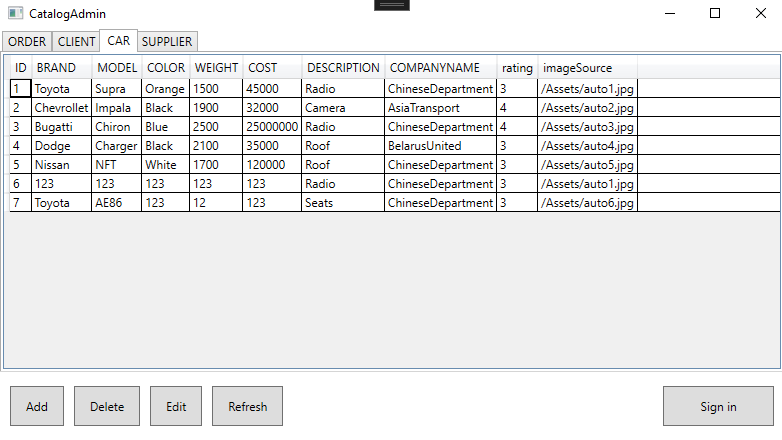 CatalogAdmin
ORDER CLIENT CAR SUPPLIER
ID BRAND MODEL COLOR WEIGHT COST DESCRIPTION COMPANYNAME rating imageSource
1 Toyota Supra Orange 1500 45000 Radio ChineseDepartment 3 /Assets/auto1.jpg
2 Chevrollet Impala Black 1900 32000 Camera AsiaTransport 4 /Assets/auto2.jpg
3 Bugatti Chiron Blue 2500 25000000 Radio ChineseDepartment 4 /Assets/auto3.jpg
4 Dodge Charger Black 2100 35000 Roof BelarusUnited 3 /Assets/auto4.jpg
5 Nissan NFT White 1700 120000 Roof ChineseDepartment 3 /Assets/auto5.jpg
6 123 123 123 123 123 Radio ChineseDepartment 3 /Assets/auto1.jpg
7 Toyota AE86 123 12 123 Seats ChineseDepartment 3 /Assets/auto6.jpg
Add Delete Edit Refresh Sign in